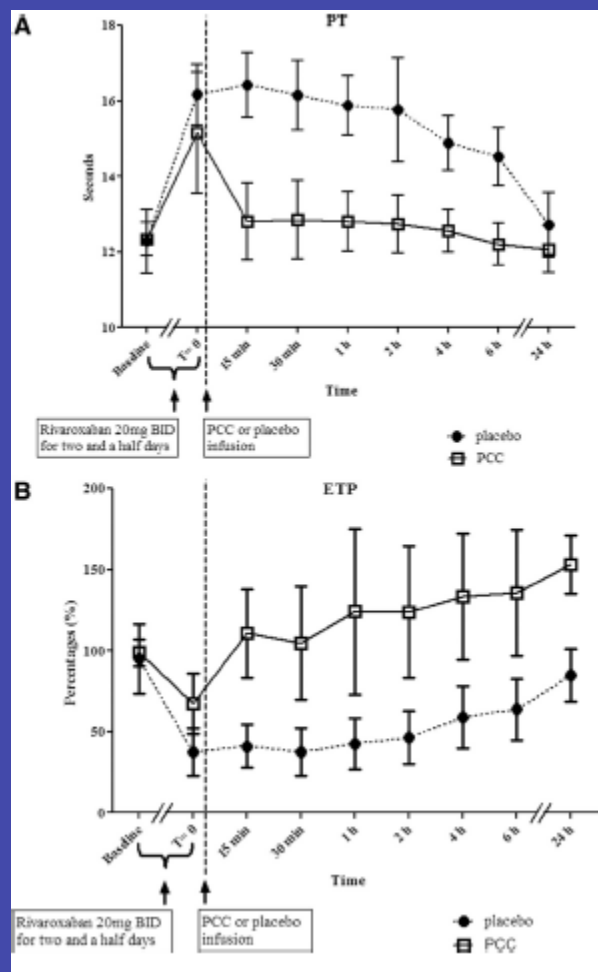 A
PT
18
16
14
12
10
Seconds
Baseline
T= 0
15 min
30 min
1 h
2 h
4 h
6 h
24 h
Time
Rivaroxaban 20mg BID
for two and a half days
PCC or placebo
infusion
placebo
PCC
B
ETP
200
150
100
50
0
Percentages (%)
Baseline
T= 0
15 min
30 min
1 h
2 h
4 h
6 h
24 h
Time
Rivaroxaban 20mg BID
for two and a half days
PCC or placebo
infusion
placebo
PCC